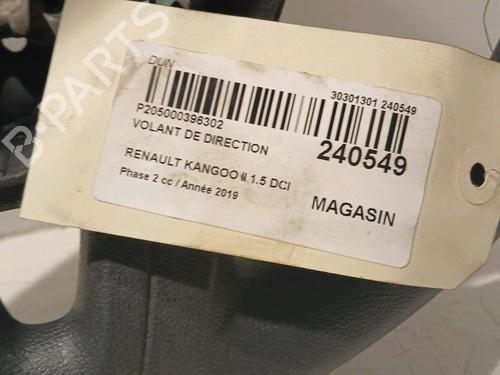 DUIN
30301301 240549
P205000396302
VOLANT DE DIRECTION
240549
RENAULT KANGOO II 1.5 DCI
Phase 2 cc / Année 2019
MAGASIN
B-PARTS